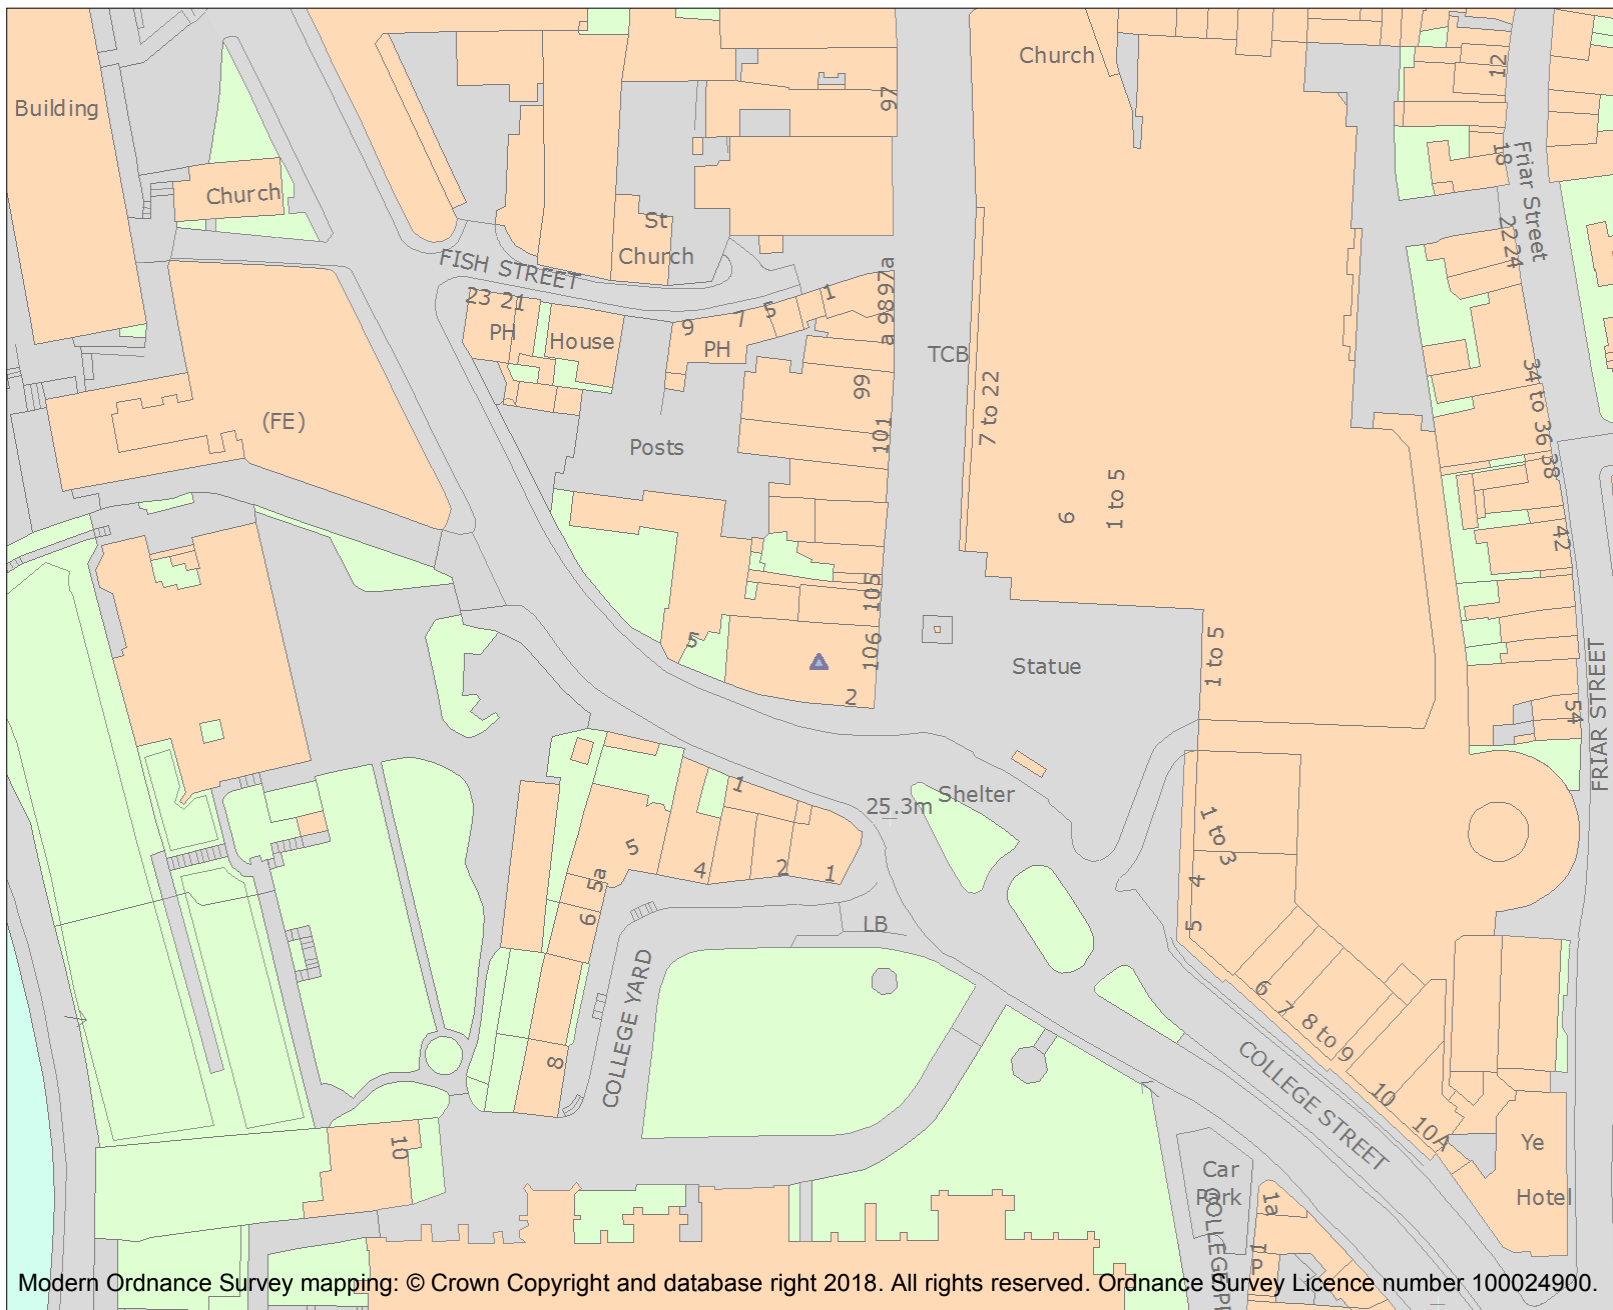 Church
12
Building
97
18
Friar Street
Church
St
Church
FISH STREET
22
24
23 21
PH
House
1
5
7
9
PH
97a
98
a
TCB
99
7 to 22
34 to 36
38
(FE)
Posts
101
6
1 to 5
42
105
106
5
2
Statue
1 to 5
54
FRIAR STREET
1
25.3m
Shelter
1 to 3
5
4
2
1
5a
6
4
5
LB
COLLEGE YARD
8
6
7
8 to 9
10
10A
COLLEGE STREET
10
Ye
Hotel
Car
Park
1a
1
P
Modern Ordnance Survey mapping: © Crown Copyright and database right 2018. All rights reserved. Ordnance Survey Licence number 100024900.